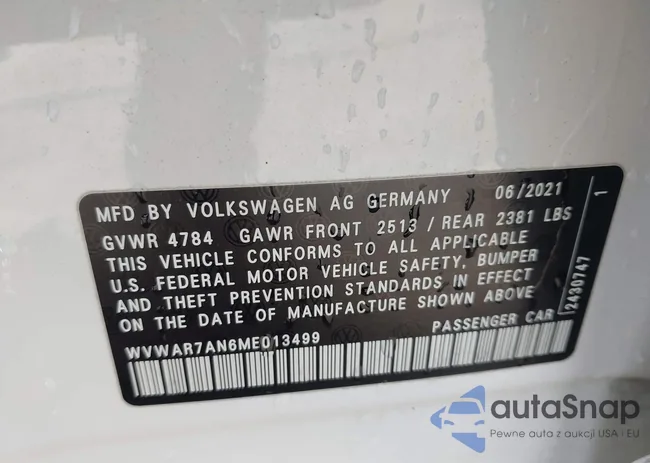 MFD BY VOLKSWAGEN AG GERMANY 06/2021
GVWR 4784 GAWR FRONT 2513 / REAR 2381 LBS
THIS VEHICLE CONFORMS TO ALL APPLICABLE
U.S. FEDERAL MOTOR VEHICLE SAFETY, BUMPER
AND THEFT PREVENTION STANDARDS IN EFFECT
ON THE DATE OF MANUFACTURE SHOWN ABOVE
WVWAR7AN6ME013499 PASSENGER CAR
2430747 1
autaSnap
Pewne auta z aukcji USA i EU